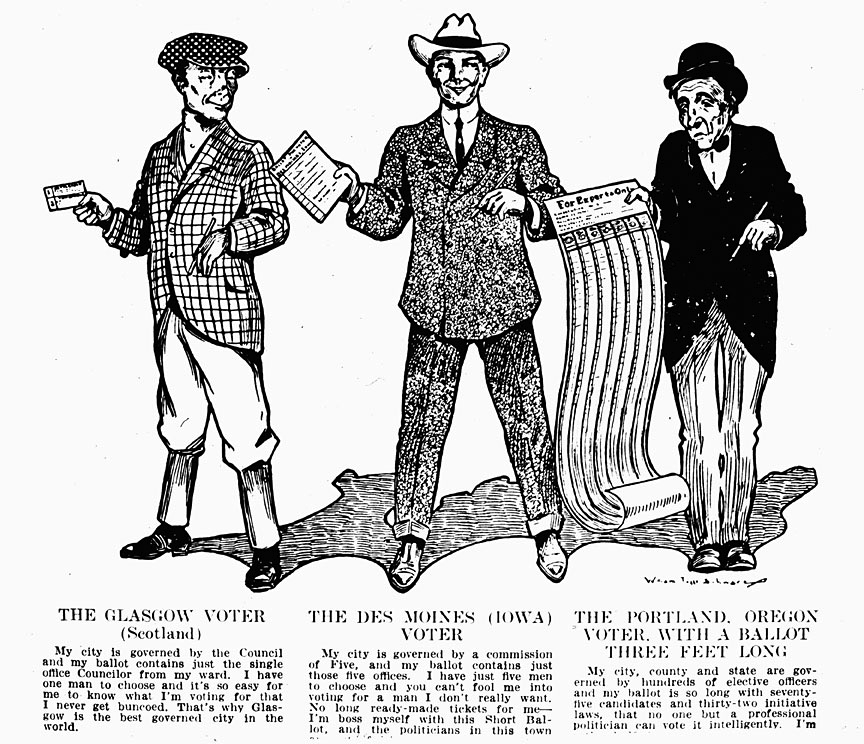 For Experts Only
THE GLASGOW VOTER
(Scotland)
My city is governed by the Council
and my ballot contains just the single
office Councilor from my ward. I have
one man to choose and it's so easy for
me to know what I'm voting for that
I never get buncoed. That's why Glas-
gow is the best governed city in the
world.
THE DES MOINES (IOWA)
VOTER
My city is governed by a commission
of Five, and my ballot contains just
those five offices. I have just five men
to choose and you can't fool me into
voting for a man I don't really want.
No long ready-made tickets for me—
I'm boss myself with this Short Bal-
lot, and the politicians in this town
THE PORTLAND, OREGON
VOTER, WITH A BALLOT
THREE FEET LONG
My city, county and state are gov-
erned by hundreds of elective officers
and my ballot is so long with seventy-
five candidates and thirty-two initiative
laws, that no one but a professional
politician can vote it intelligently. I'm